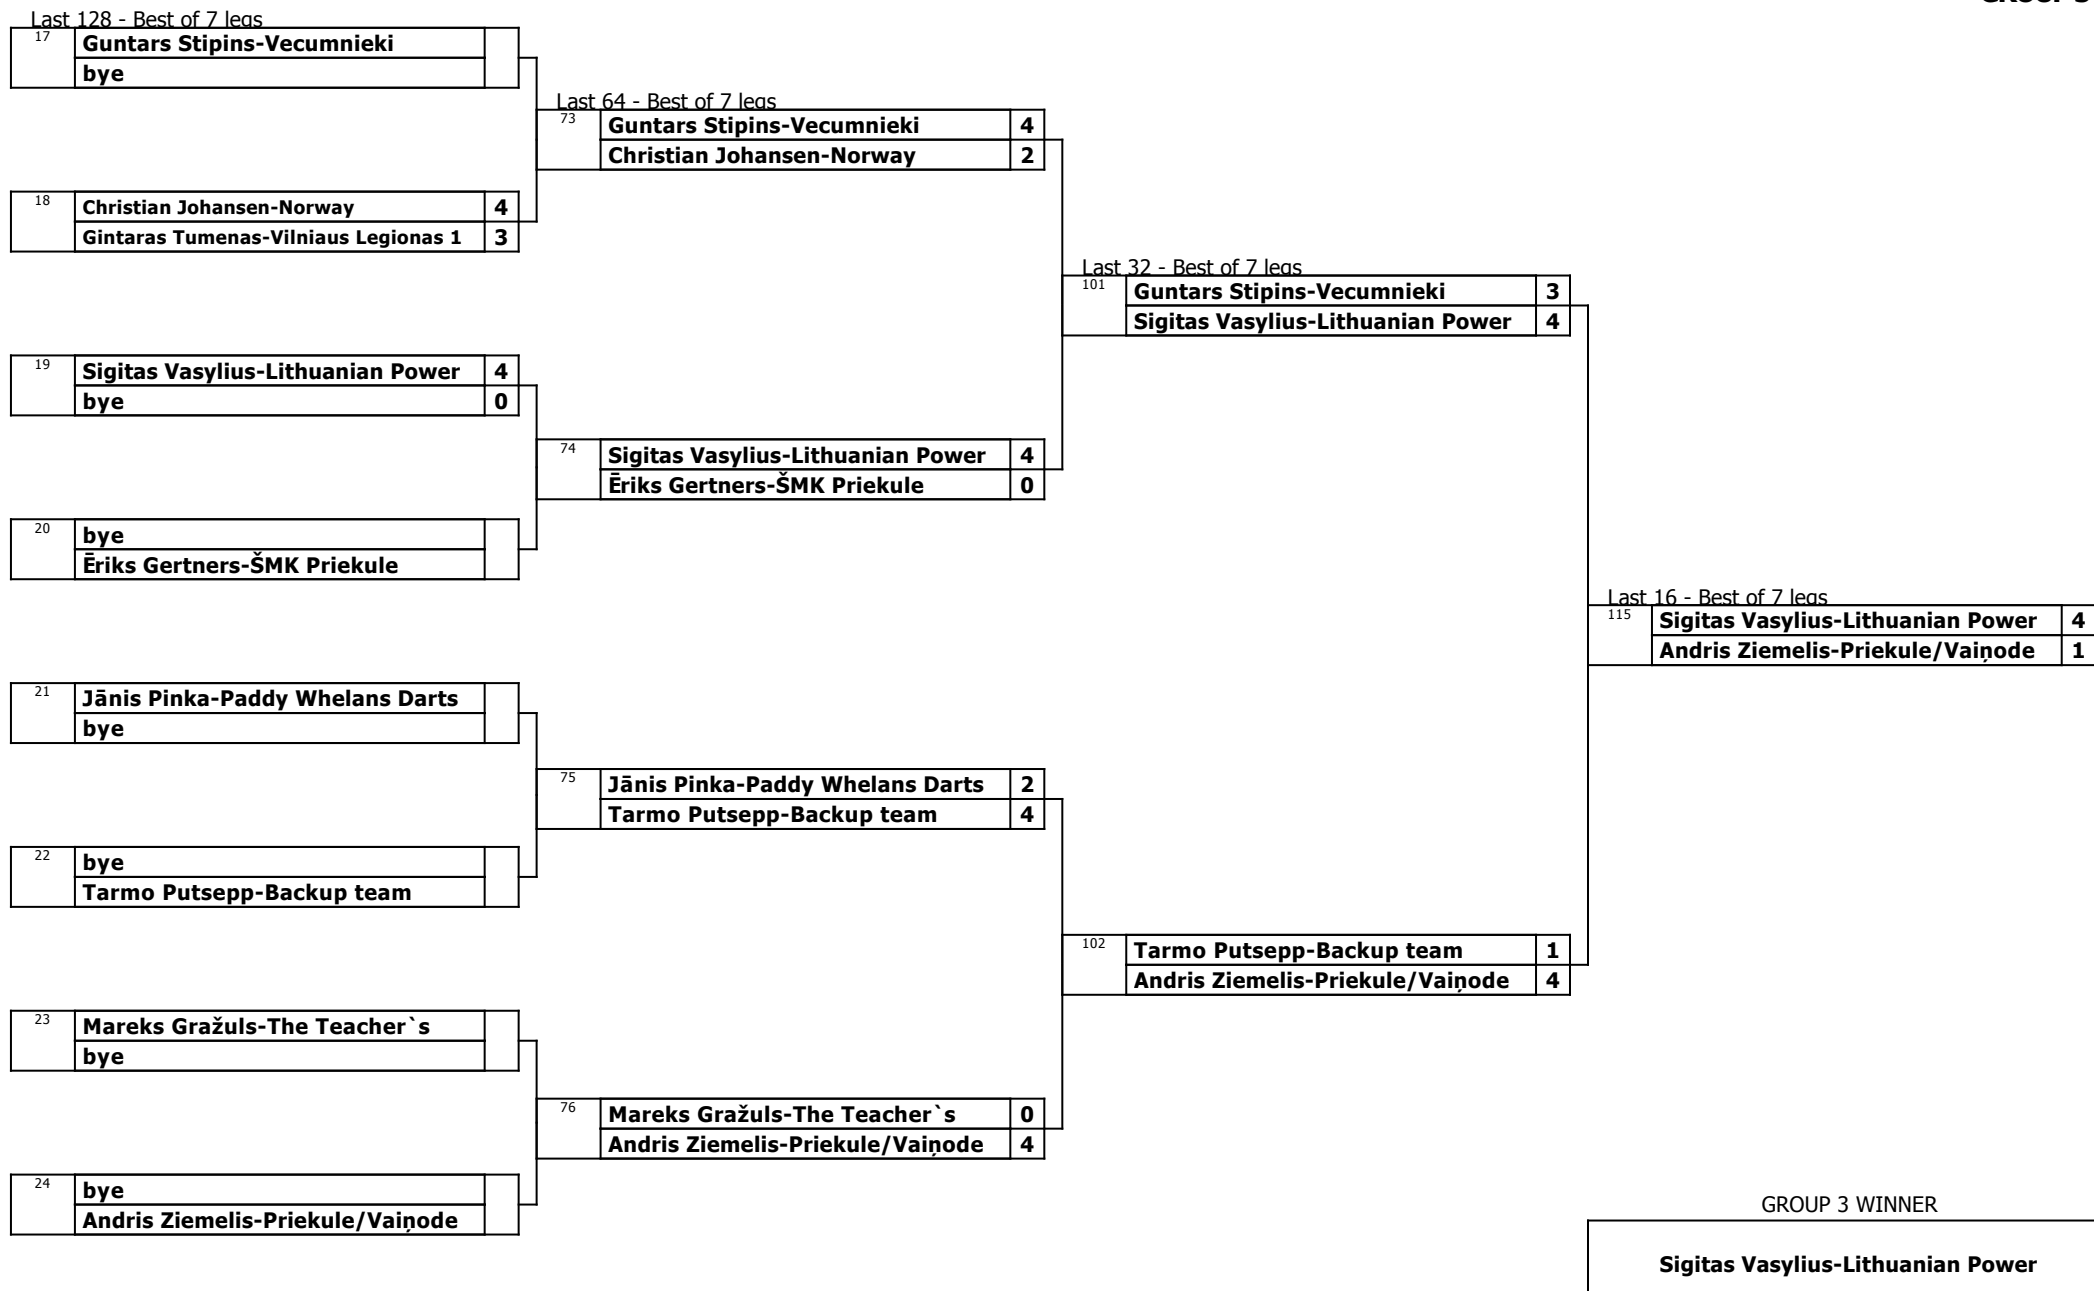 Last 128 - Best of 7 legs
17 Guntars Stipins-Vecumnieki
bye
Last 64 - Best of 7 legs
73 Guntars Stipins-Vecumnieki 4
Christian Johansen-Norway 2
18 Christian Johansen-Norway 4
Gintaras Tumenas-Vilniaus Legionas 1 3
Last 32 - Best of 7 legs
101 Guntars Stipins-Vecumnieki 3
Sigitas Vasylius-Lithuanian Power 4
19 Sigitas Vasylius-Lithuanian Power 4
bye 0
74 Sigitas Vasylius-Lithuanian Power 4
Ēriks Gertners-ŠMK Priekule 0
20 bye
Ēriks Gertners-ŠMK Priekule
Last 16 - Best of 7 legs
115 Sigitas Vasylius-Lithuanian Power 4
Andris Ziemelis-Priekule/Vaiņode 1
21 Jānis Pinka-Paddy Whelans Darts
bye
75 Jānis Pinka-Paddy Whelans Darts 2
Tarmo Putsepp-Backup team 4
22 bye
Tarmo Putsepp-Backup team
102 Tarmo Putsepp-Backup team 1
Andris Ziemelis-Priekule/Vaiņode 4
23 Mareks Gražuls-The Teacher`s
bye
76 Mareks Gražuls-The Teacher`s 0
Andris Ziemelis-Priekule/Vaiņode 4
24 bye
Andris Ziemelis-Priekule/Vaiņode
GROUP 3 WINNER
Sigitas Vasylius-Lithuanian Power